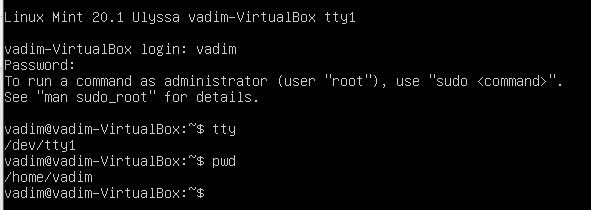 Linux Mint 20.1 Ulyssa vadim-VirtualBox tty1
vadim-VirtualBox login: vadim
Password:
To run a command as administrator (user "root"), use "sudo <command>".
See "man sudo_root" for details.
vadim@vadim-VirtualBox:~$ tty
/dev/tty1
vadim@vadim-VirtualBox:~$ pwd
/home/vadim
vadim@vadim-VirtualBox:~$